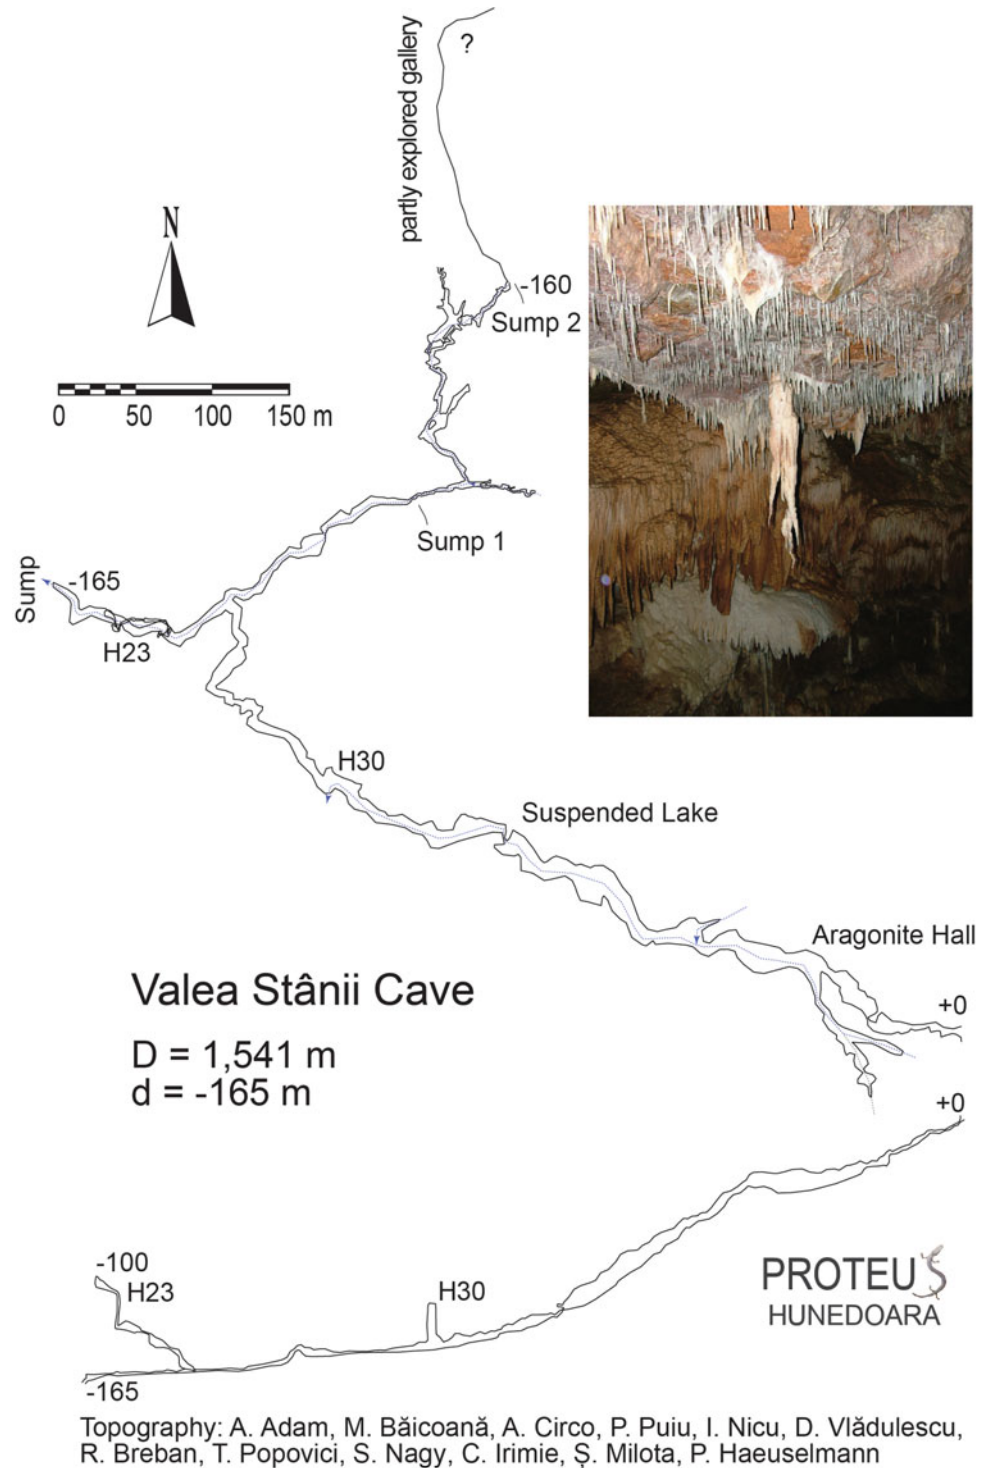 partly explored gallery
?
N
-160
Sump 2
0 50 100 150 m
Sump 1
Sump
-165
H23
H30
Suspended Lake
Aragonite Hall
+0
Valea Stânii Cave
D = 1,541 m
d = -165 m
+0
-100
H23
H30
-165
PROTEUS
HUNEDOARA
Topography: A. Adam, M. Băicoană, A. Circo, P. Puiu, I. Nicu, D. Vlădulescu,
R. Breban, T. Popovici, S. Nagy, C. Irimie, Ș. Milota, P. Haeuselmann